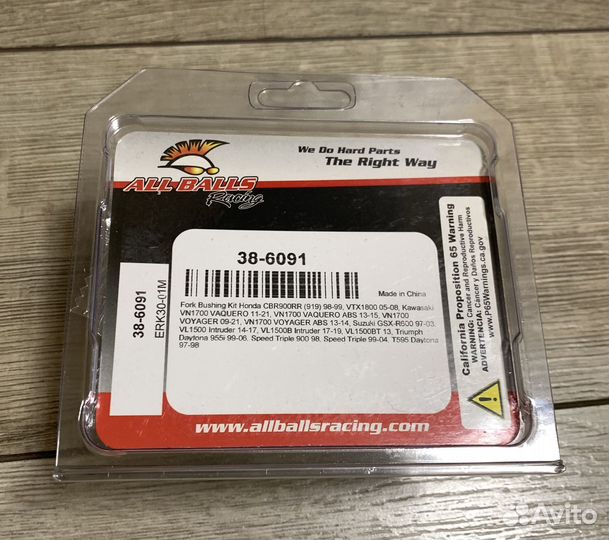 We Do Hard Parts
The Right Way
ALL BALLS
Racing
38-6091
Made in China
Fork Bushing Kit Honda CBR900RR (919) 98-99, VTX1800 05-08, Kawasaki
VN1700 VAQUERO 11-21, VN1700 VAQUERO ABS 13-15, VN1700
VOYAGER 09-21, VN1700 VOYAGER ABS 13-14, Suzuki GSX-R600 97-03,
VL1500 Intruder 14-17, VL1500B Intruder 17-19, VL1500BT 13, Triumph
Daytona 955i 99-06, Speed Triple 900 98, Speed Triple 99-04, T595 Daytona
97-98
38-6091
ERK30-01M
California Proposition 65 Warning
WARNING: Cancer and Reproductive Harm
ADVERTENCIA: Cancer y Daños Reproductivos
www.P65Warnings.ca.gov
www.allballsracing.com
Avito